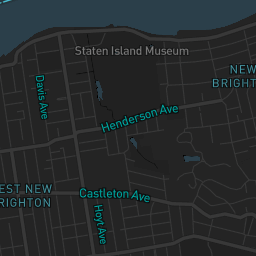 Staten Island Museum
NEW
BRIGHT
Davis Ave
Henderson Ave
EST NEW
RIGHTON
Castleton Ave
Hoyt Ave